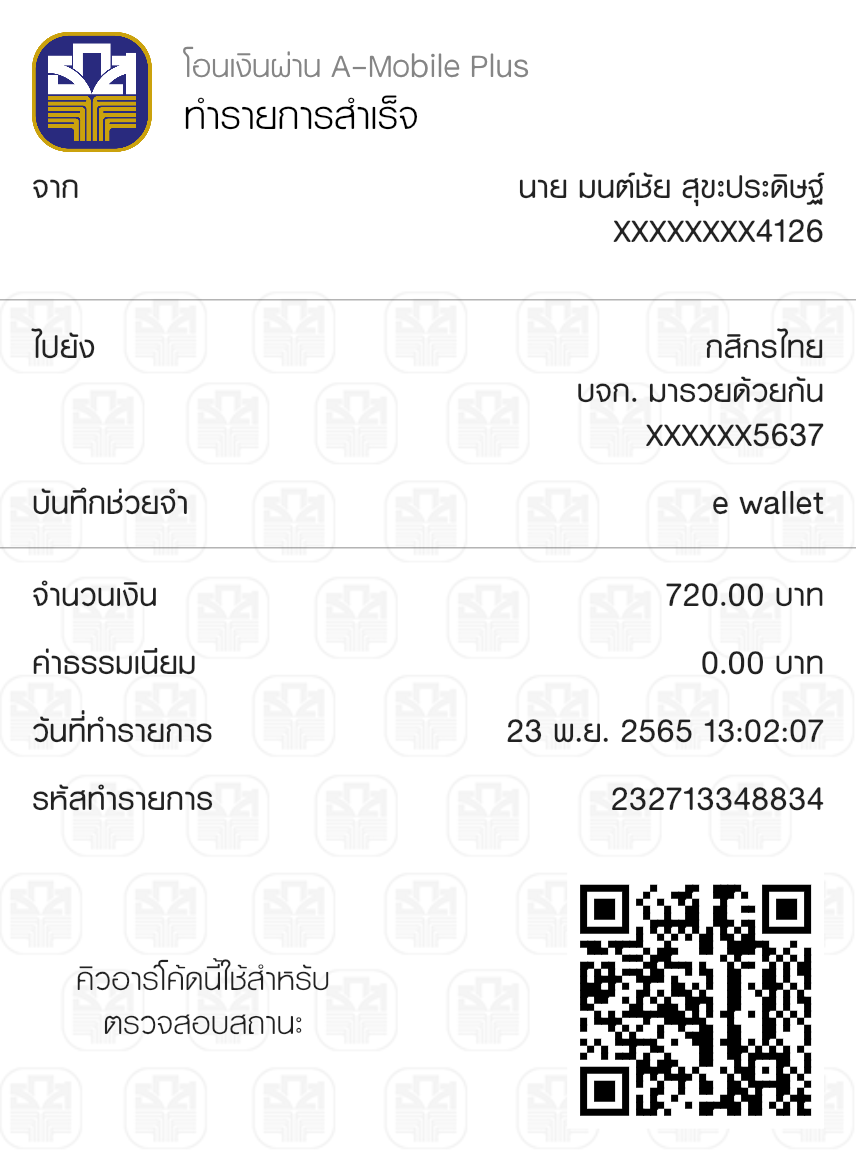 ธกส
โอนเงินผ่าน A-Mobile Plus
ทำรายการสำเร็จ
จาก นาย มนต์ชัย สุขะประดิษฐ์
XXXXXXXX4126
ไปยัง กสิกรไทย
บจก. มารวยด้วยกัน
XXXXXX5637
บันทึกช่วยจำ e wallet
จำนวนเงิน 720.00 บาท
ค่าธรรมเนียม 0.00 บาท
วันที่ทำรายการ 23 พ.ย. 2565 13:02:07
รหัสทำรายการ 232713348834
คิวอาร์โค้ดนี้ใช้สำหรับ
ตรวจสอบสถานะ